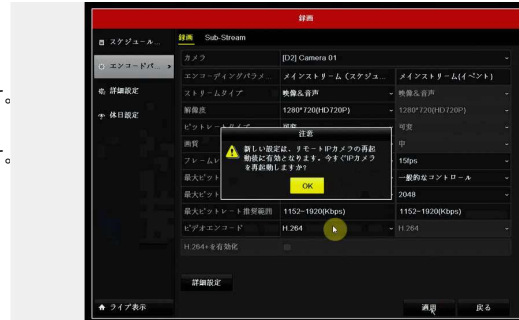 録画
スケジュール...
エンコードパ...
詳細設定
休日設定
ライブ表示
録画 Sub-Stream
カメラ [D2] Camera 01
エンコーディングパラメ... メインストリーム（スケジュ... メインストリーム(イベント)
ストリームタイプ 映像&音声 映像&音声
解像度 1280*720(HD720P) 1280*720(HD720P)
ビットレートタイプ 可変 可変
画質 中
フレームレ 15fps
最大ビット 一般的なコントロール
最大ビット 2048
最大ビットレート推奨範囲 1152~1920(Kbps) 1152~1920(Kbps)
ビデオエンコード H.264 H.264
H.264+を有効化
注意
新しい設定は、リモートIPカメラの再起
動後に有効となります。今すぐIPカメラ
を再起動しますか?
OK
詳細設定
適用 戻る
す。
す。